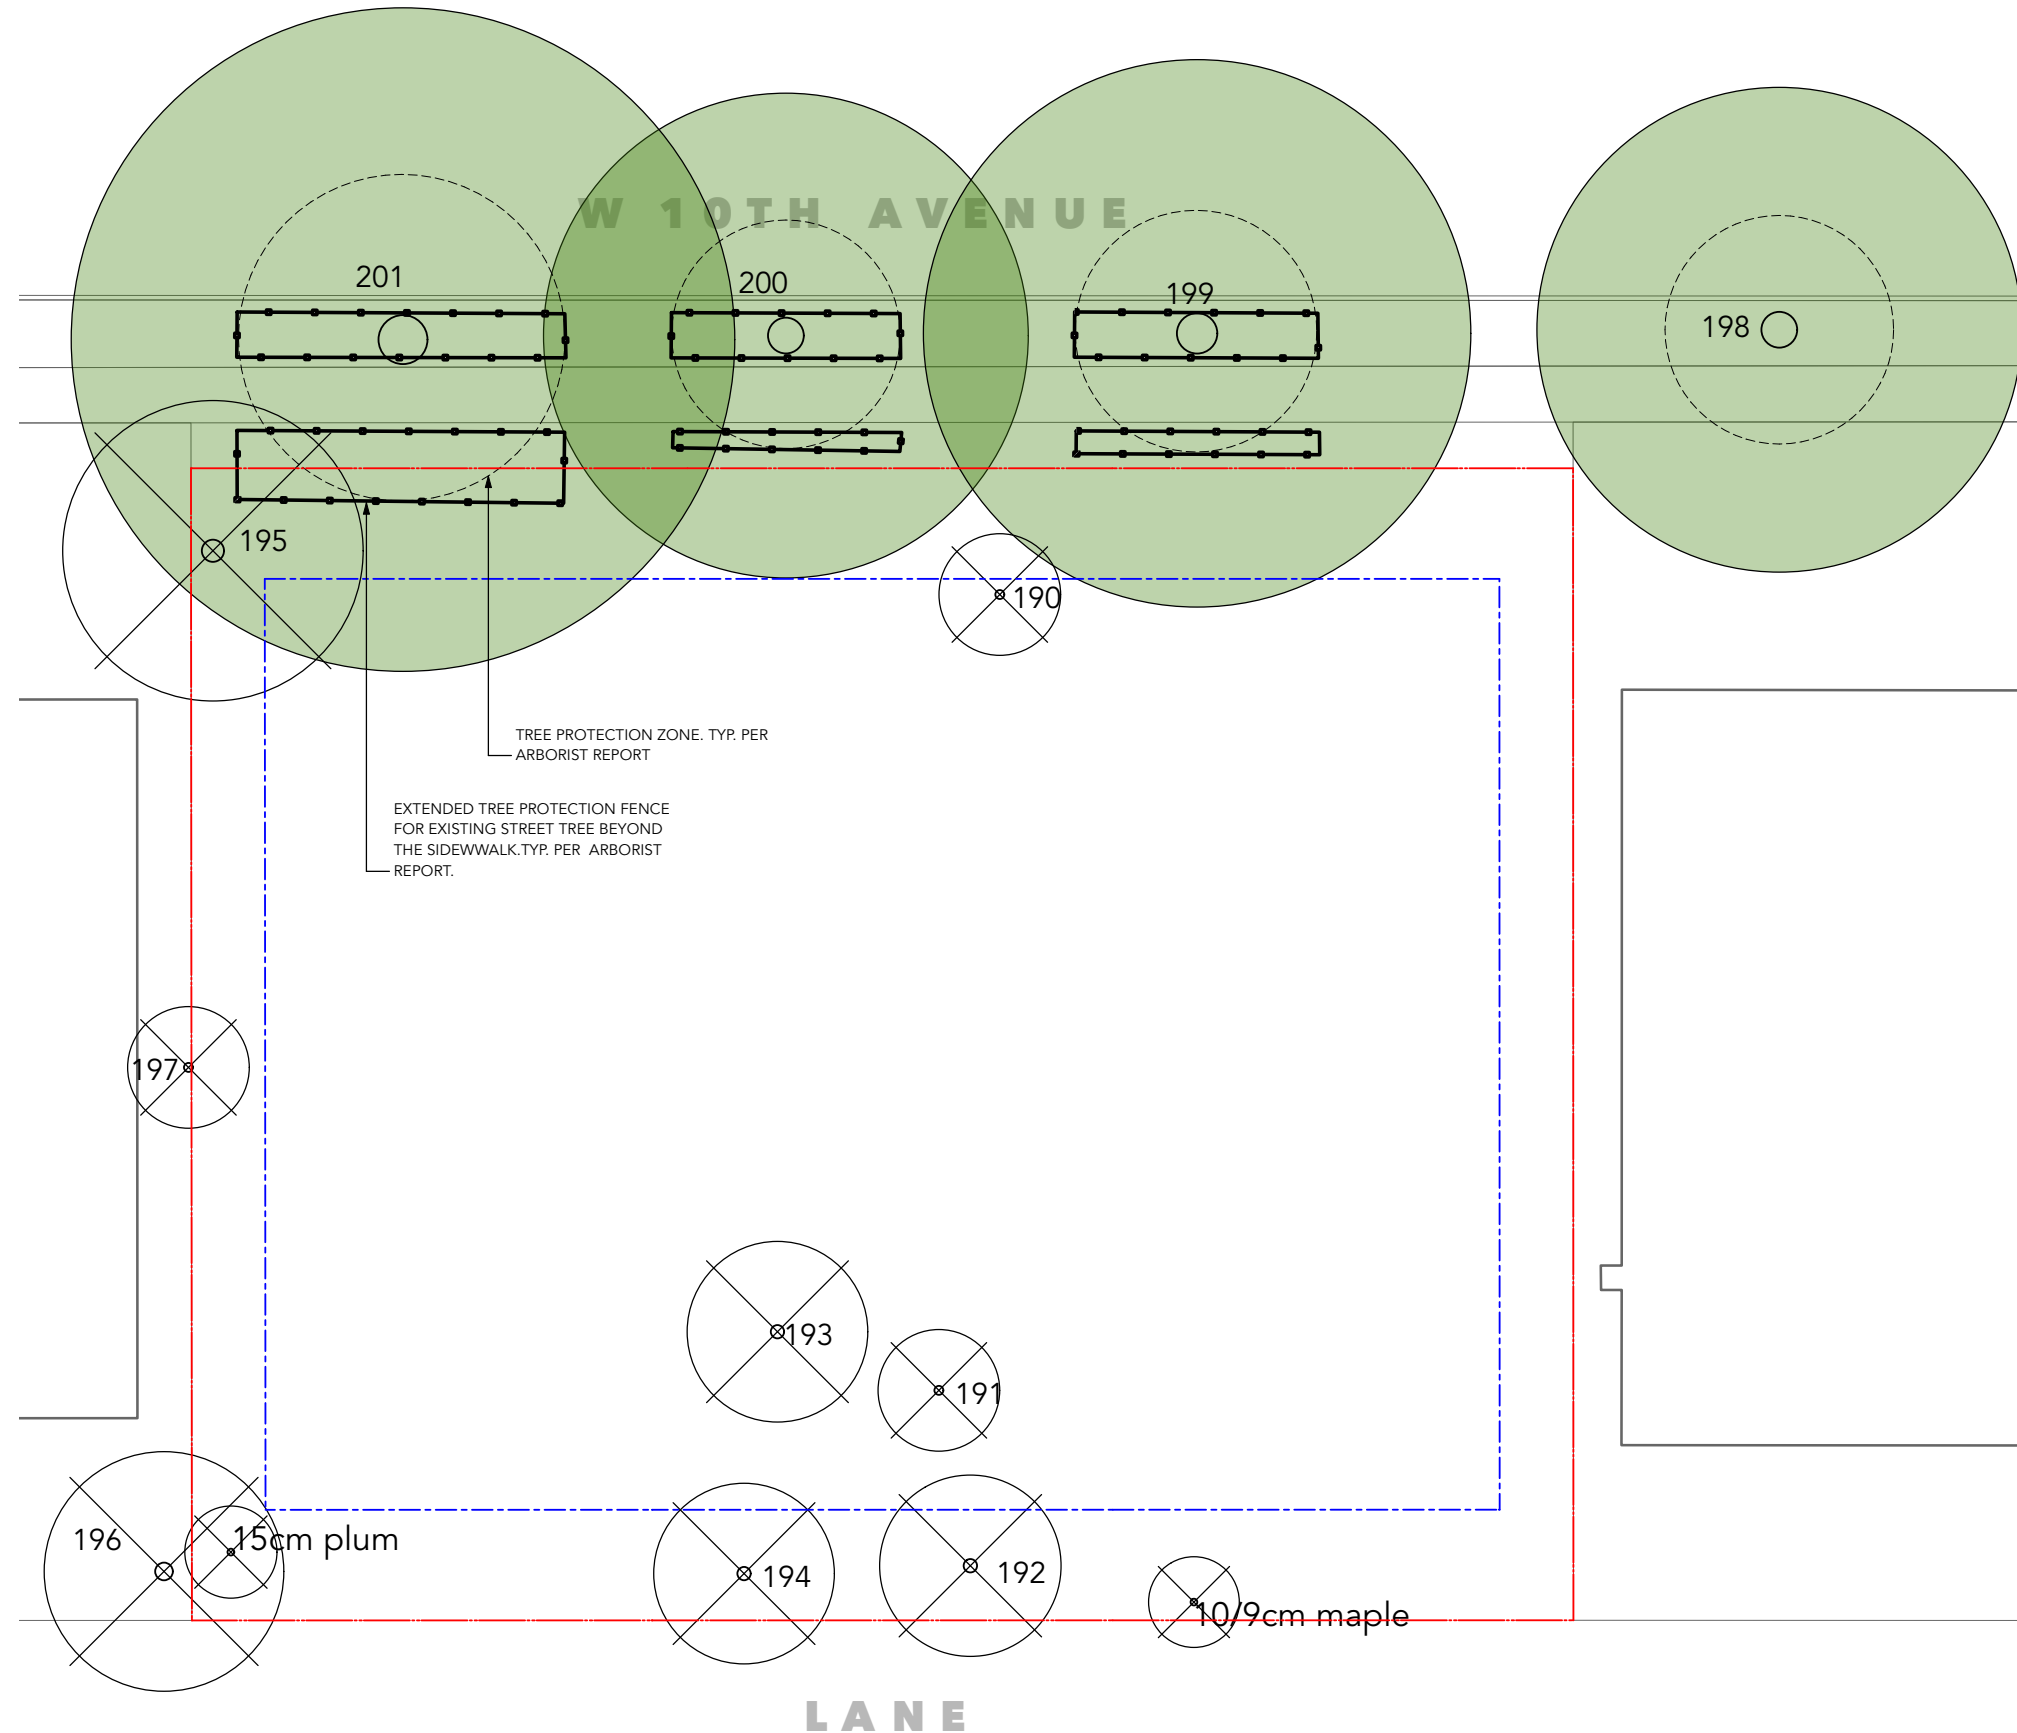 W 10TH AVENUE
201
200
199
198
195
190
TREE PROTECTION ZONE. TYP. PER
ARBORIST REPORT
EXTENDED TREE PROTECTION FENCE
FOR EXISTING STREET TREE BEYOND
THE SIDEWWALK.TYP. PER ARBORIST
REPORT.
197
193
191
196
15cm plum
194
192
10/9cm maple
LANE